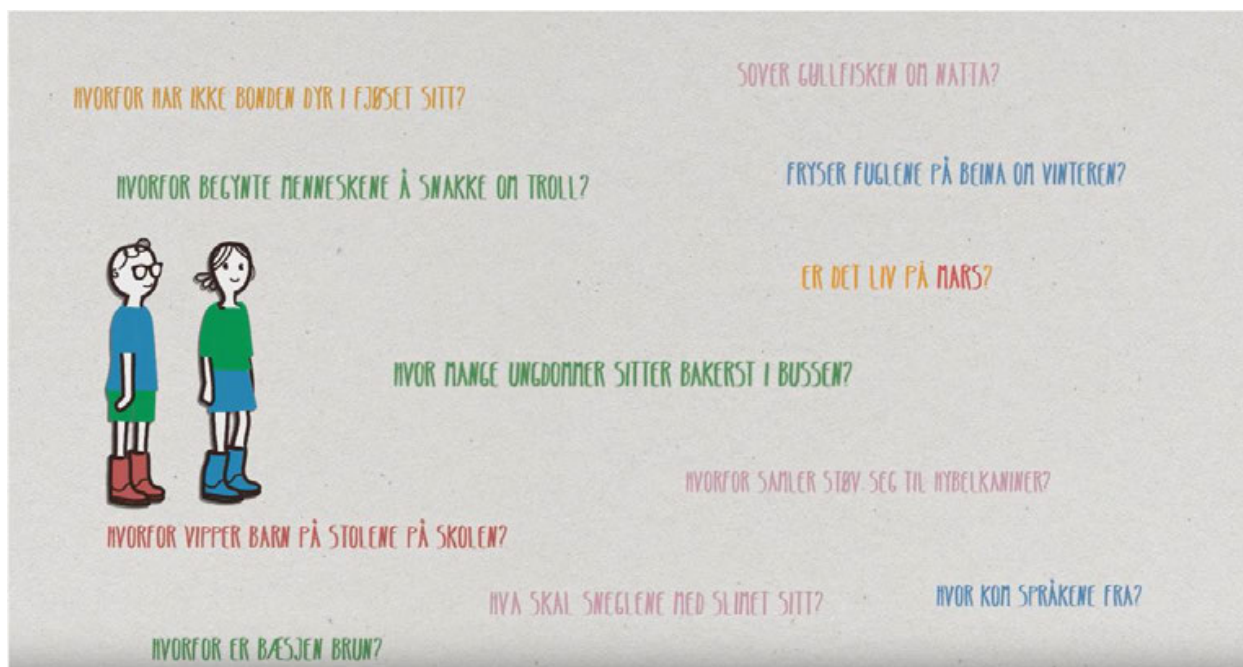 SOVER GULLFISKEN OM NATTA?
HVORFOR HAR IKKE BONDEN DYR I FJØSET SITT?
FRYSER FUGLENE PÅ BEINA OM VINTEREN?
HVORFOR BEGYNTE MENNESKENE Å SNAKKE OM TROLL?
ER DET LIV PÅ MARS?
HVOR MANGE UNGDOMMER SITTER BAKERST I BUSSEN?
HVORFOR SAMLER STØV SEG TIL HYBELKANINER?
HVORFOR VIPPER BARN PÅ STOLENE PÅ SKOLEN?
HVA SKAL SNEGLENE MED SLIMET SITT?
HVOR KOM SPRÅKENE FRA?
HVORFOR ER BÆSJEN BRUN?